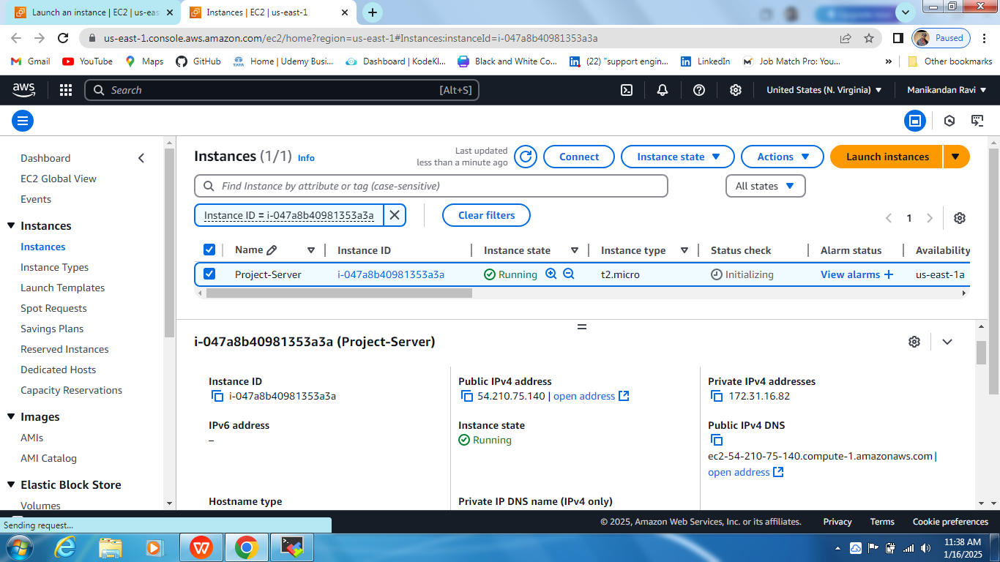 Launch an instance | EC2 | us-eas
Instances | EC2 | us-east-1
us-east-1.console.aws.amazon.com/ec2/home?region=us-east-1#Instances:instanceId=i-047a8b40981353a3a
Paused
Gmail
YouTube
Maps
GitHub
Home | Udemy Busi...
Dashboard | KodeKl...
Black and White Co...
(22) "support engin...
LinkedIn
Job Match Pro: You...
»
Other bookmarks
aws
Search
[Alt+S]
United States (N. Virginia)
Manikandan Ravi
Dashboard
EC2 Global View
Events
Instances
Instances
Instance Types
Launch Templates
Spot Requests
Savings Plans
Reserved Instances
Dedicated Hosts
Capacity Reservations
Images
AMIs
AMI Catalog
Elastic Block Store
Volumes
Instances (1/1) Info
Last updated
less than a minute ago
Connect
Instance state
Actions
Launch instances
Find Instance by attribute or tag (case-sensitive)
All states
Instance ID = i-047a8b40981353a3a
Clear filters
1
Name
Instance ID
Instance state
Instance type
Status check
Alarm status
Availability
Project-Server
i-047a8b40981353a3a
Running
t2.micro
Initializing
View alarms +
us-east-1a
i-047a8b40981353a3a (Project-Server)
Instance ID
i-047a8b40981353a3a
Public IPv4 address
54.210.75.140 | open address
Private IPv4 addresses
172.31.16.82
IPv6 address
–
Instance state
Running
Public IPv4 DNS
ec2-54-210-75-140.compute-1.amazonaws.com |
open address
Hostname type
Private IP DNS name (IPv4 only)
Sending request...
© 2025, Amazon Web Services, Inc. or its affiliates.
Privacy
Terms
Cookie preferences
11:38 AM
1/16/2025